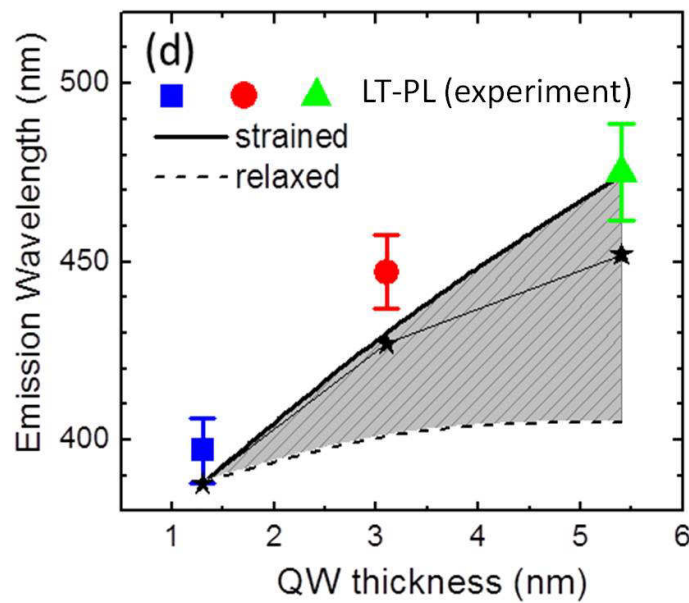 (d)
LT-PL (experiment)
strained
relaxed
Emission Wavelength (nm)
500
450
400
1 2 3 4 5 6
QW thickness (nm)